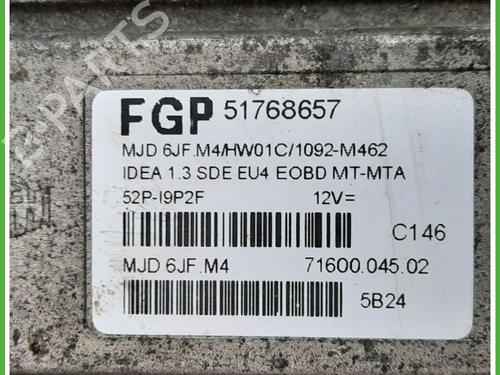 FGP 51768657
MJD 6JF.M4/HW01C/1092-M462
IDEA 1.3 SDE EU4 EOBD MT-MTA
52P-I9P2F 12V=
C146
MJD 6JF.M4 71600.045.02
5B24